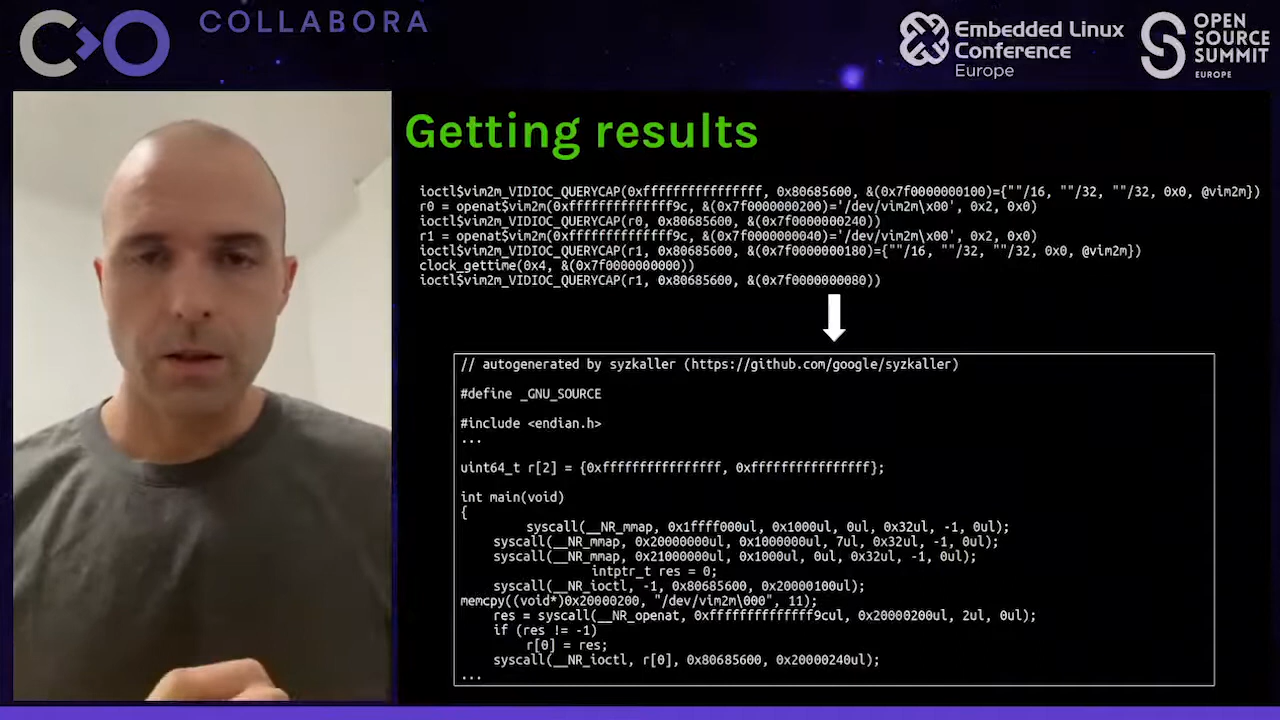 COLLABORA
Embedded Linux
Conference
Europe
OPEN
SOURCE
SUMMIT
EUROPE
Getting results
ioctl$vim2m_VIDIOC_QUERYCAP(0xffffffffffffffff, 0x80685600, &(0x7f0000000100)={""/16, ""/32, ""/32, 0x0, @vim2m})
r0 = openat$vim2m(0xffffffffffffff9c, &(0x7f0000000200)='/dev/vim2m\x00', 0x2, 0x0)
ioctl$vim2m_VIDIOC_QUERYCAP(r0, 0x80685600, &(0x7f0000000240))
r1 = openat$vim2m(0xffffffffffffff9c, &(0x7f0000000040)='/dev/vim2m\x00', 0x2, 0x0)
ioctl$vim2m_VIDIOC_QUERYCAP(r1, 0x80685600, &(0x7f0000000180)={""/16, ""/32, ""/32, 0x0, @vim2m})
clock_gettime(0x4, &(0x7f0000000000))
ioctl$vim2m_VIDIOC_QUERYCAP(r1, 0x80685600, &(0x7f0000000080))
// autogenerated by syzkaller (https://github.com/google/syzkaller)
#define _GNU_SOURCE
#include <endian.h>
...
uint64_t r[2] = {0xffffffffffffffff, 0xffffffffffffffff};
int main(void)
{
syscall(__NR_mmap, 0x1ffff000ul, 0x1000ul, 0ul, 0x32ul, -1, 0ul);
syscall(__NR_mmap, 0x20000000ul, 0x1000000ul, 7ul, 0x32ul, -1, 0ul);
syscall(__NR_mmap, 0x21000000ul, 0x1000ul, 0ul, 0x32ul, -1, 0ul);
intptr_t res = 0;
syscall(__NR_ioctl, -1, 0x80685600, 0x20000100ul);
memcpy((void*)0x20000200, "/dev/vim2m\000", 11);
res = syscall(__NR_openat, 0xffffffffffffff9cul, 0x20000200ul, 2ul, 0ul);
if (res != -1)
r[0] = res;
syscall(__NR_ioctl, r[0], 0x80685600, 0x20000240ul);
...